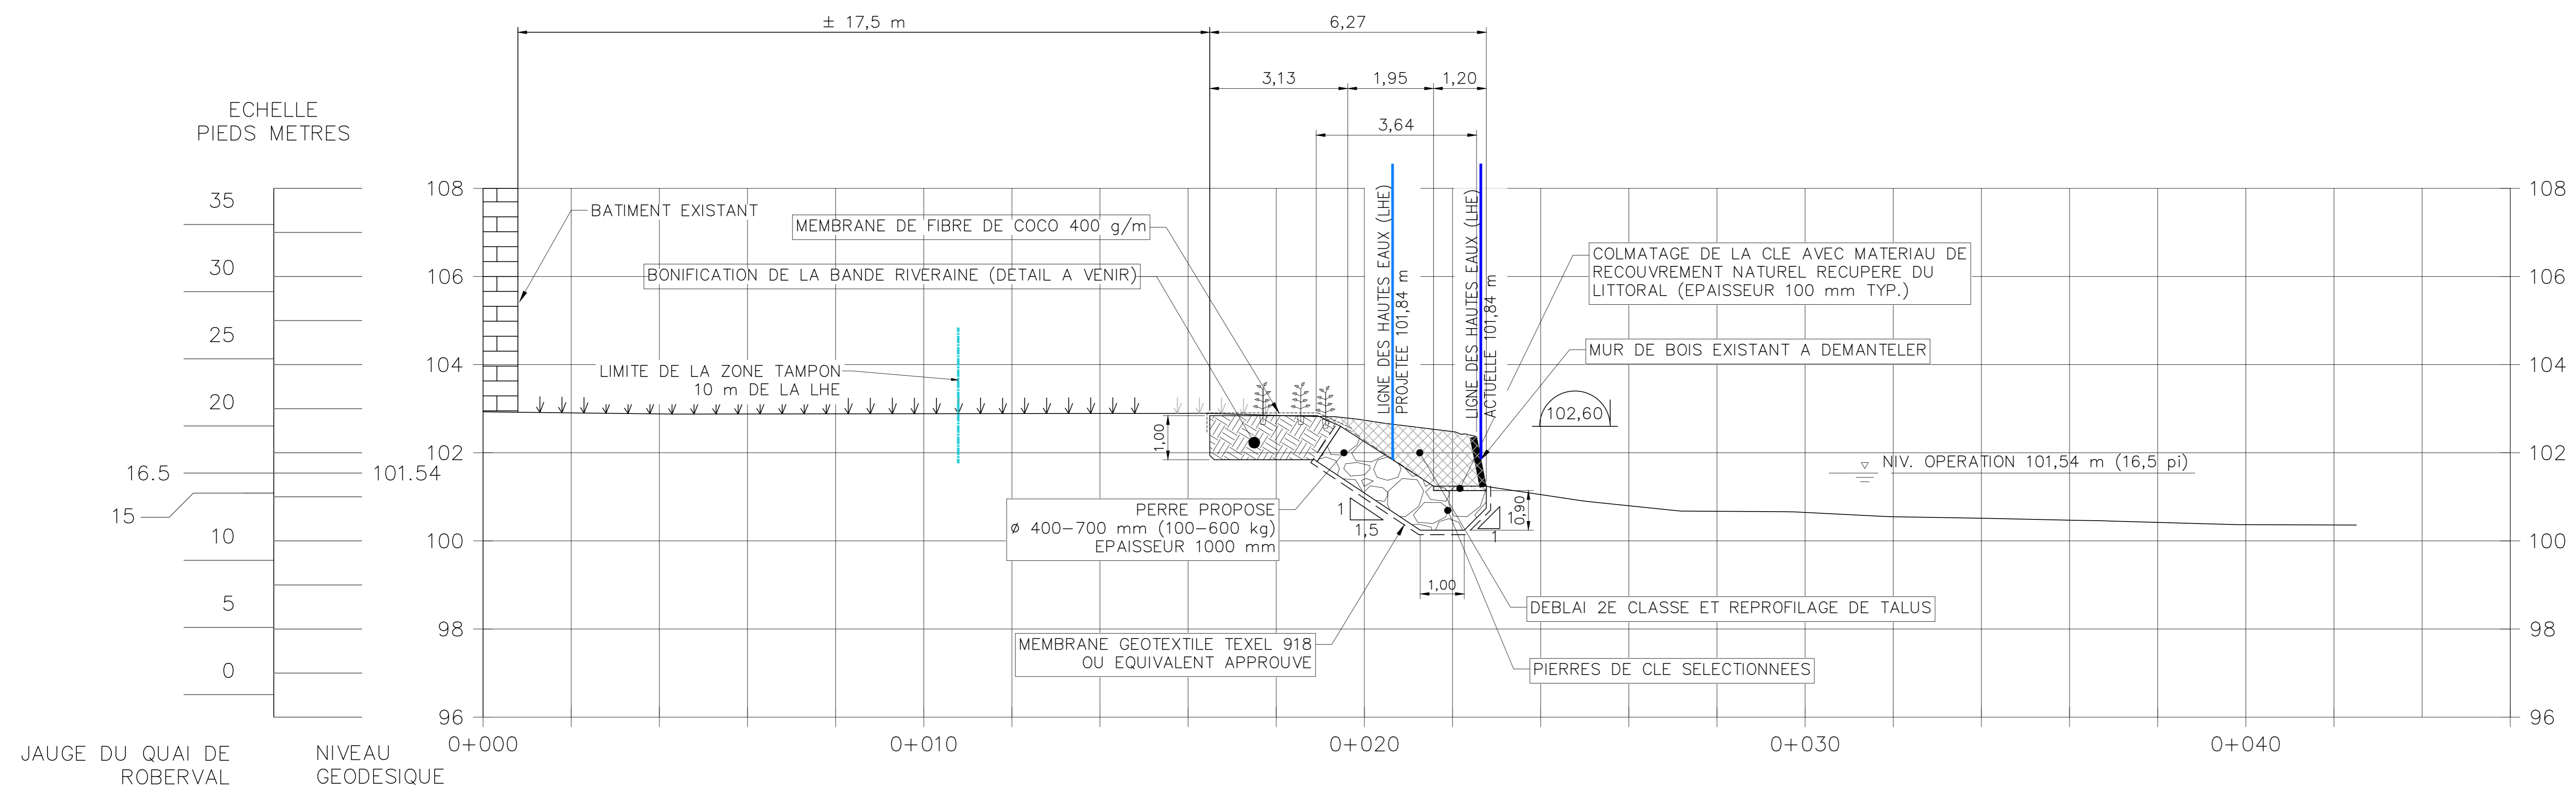 ± 17,5 m
6,27
3,13
1,95
1,20
3,64
ECHELLE
PIEDS METRES
35
30
25
20
16.5
15
10
5
0
101.54
JAUGE DU QUAI DE
ROBERVAL
NIVEAU
GEODESIQUE
108
106
104
102
100
98
96
BATIMENT EXISTANT
MEMBRANE DE FIBRE DE COCO 400 g/m
BONIFICATION DE LA BANDE RIVERAINE (DETAIL A VENIR)
LIMITE DE LA ZONE TAMPON
10 m DE LA LHE
LIGNE DES HAUTES EAUX (LHE)
PROJETEE 101,84 m
LIGNE DES HAUTES EAUX (LHE)
ACTUELLE 101,84 m
COLMATAGE DE LA CLE AVEC MATERIAU DE
RECOUVREMENT NATUREL RECUPERE DU
LITTORAL (EPAISSEUR 100 mm TYP.)
MUR DE BOIS EXISTANT A DEMANTELER
102,60
NIV. OPERATION 101,54 m (16,5 pi)
1,00
PERRE PROPOSE
ø 400-700 mm (100-600 kg)
EPAISSEUR 1000 mm
1
1,5
1
1
0,90
1,00
DEBLAI 2E CLASSE ET REPROFILAGE DE TALUS
MEMBRANE GEOTEXTILE TEXEL 918
OU EQUIVALENT APPROUVE
PIERRES DE CLE SELECTIONNEES
108
106
104
102
100
98
96
0+000
0+010
0+020
0+030
0+040